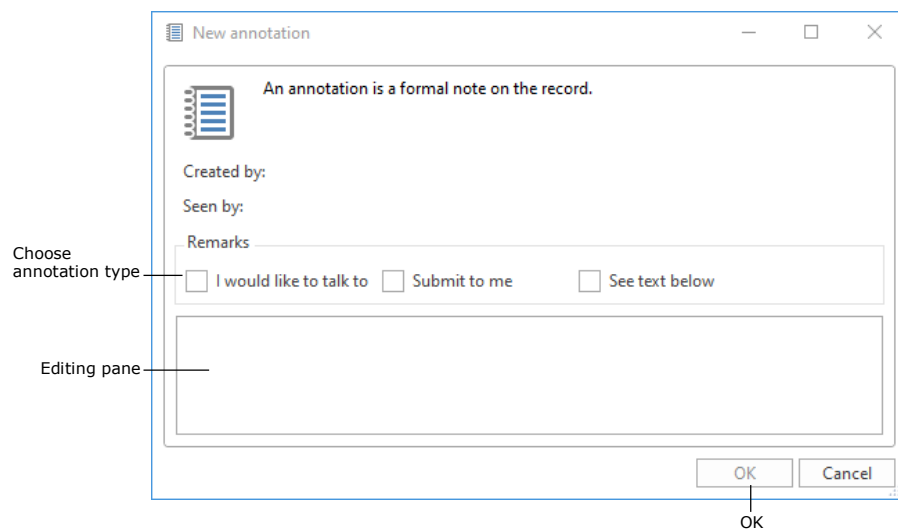 New annotation
An annotation is a formal note on the record.
Created by:
Seen by:
Remarks
Choose
annotation type
I would like to talk to
Submit to me
See text below
Editing pane
OK
Cancel
OK